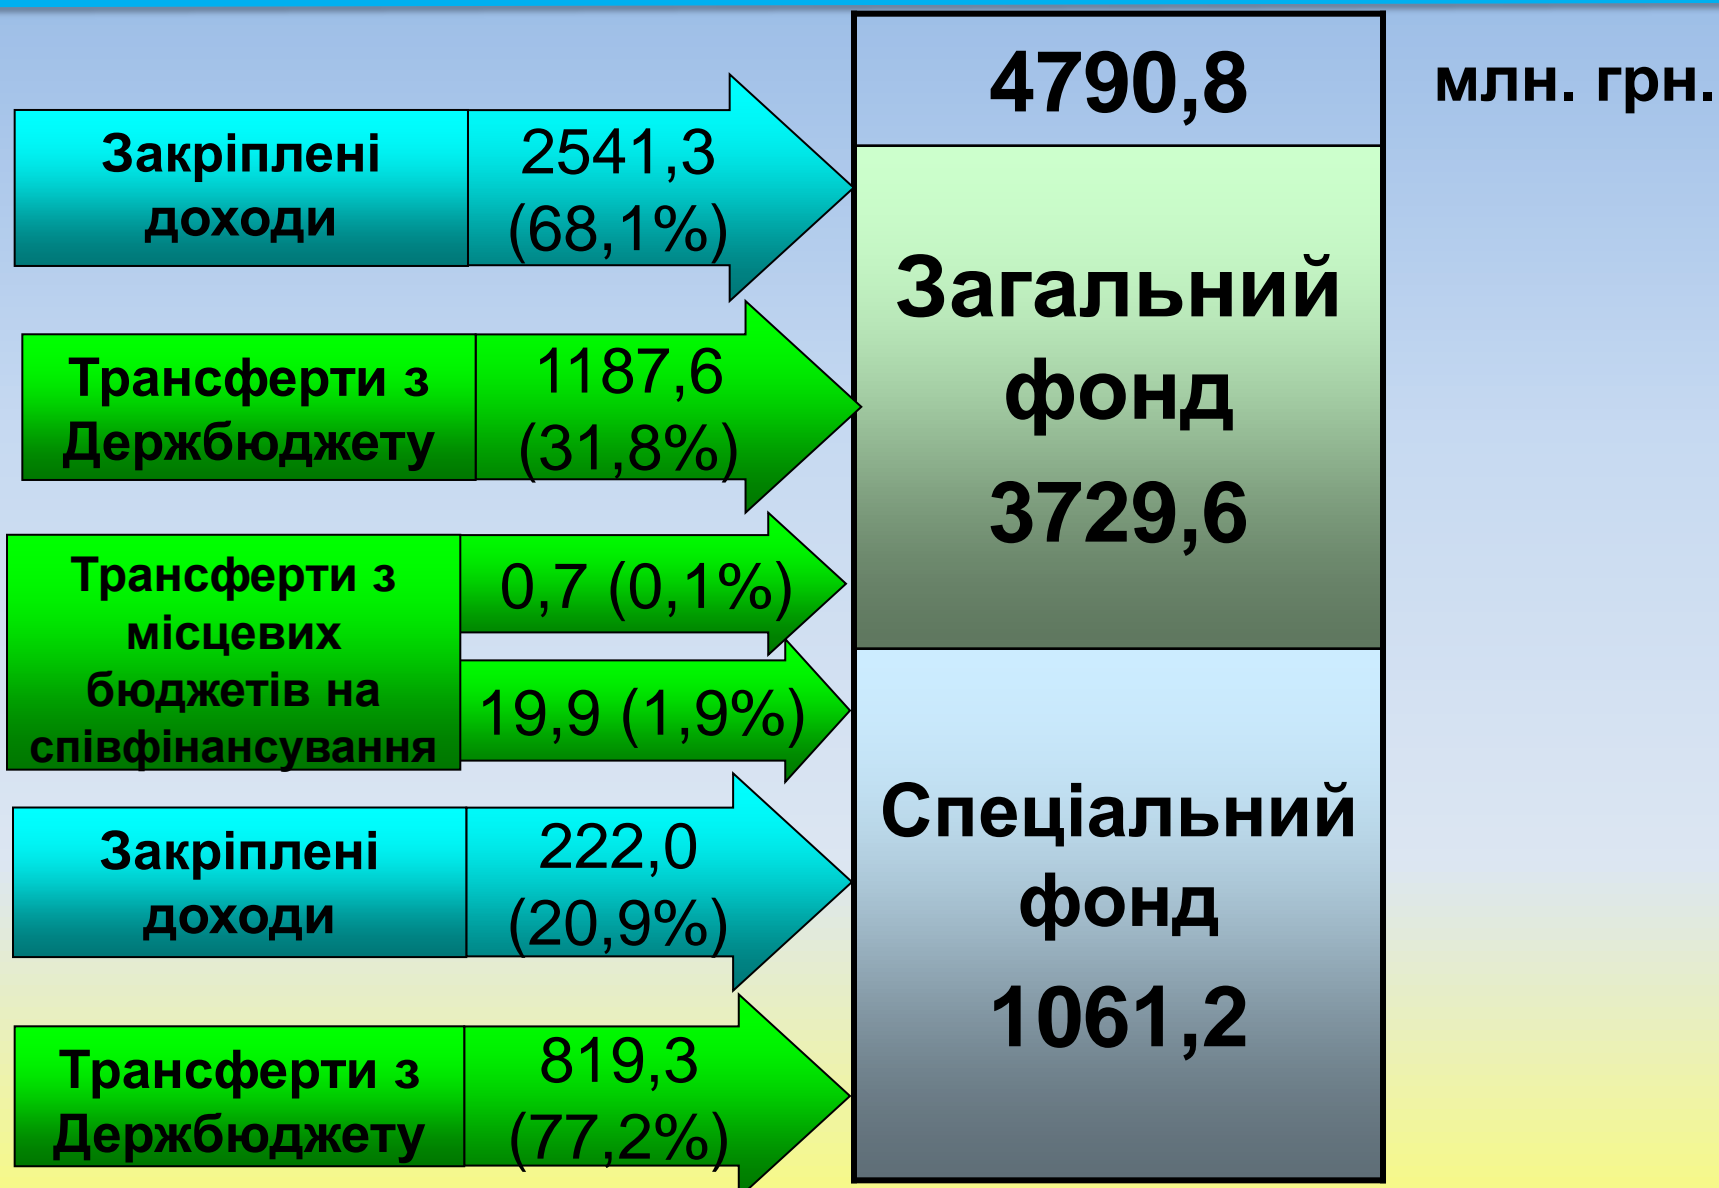 4790,8
млн. грн.
Закріплені
доходи
2541,3
(68,1%)
Трансферти з
Держбюджету
1187,6
(31,8%)
Загальний
фонд
3729,6
Трансферти з
місцевих
бюджетів на
співфінансування
0,7 (0,1%)
19,9 (1,9%)
Закріплені
доходи
222,0
(20,9%)
Трансферти з
Держбюджету
819,3
(77,2%)
Спеціальний
фонд
1061,2